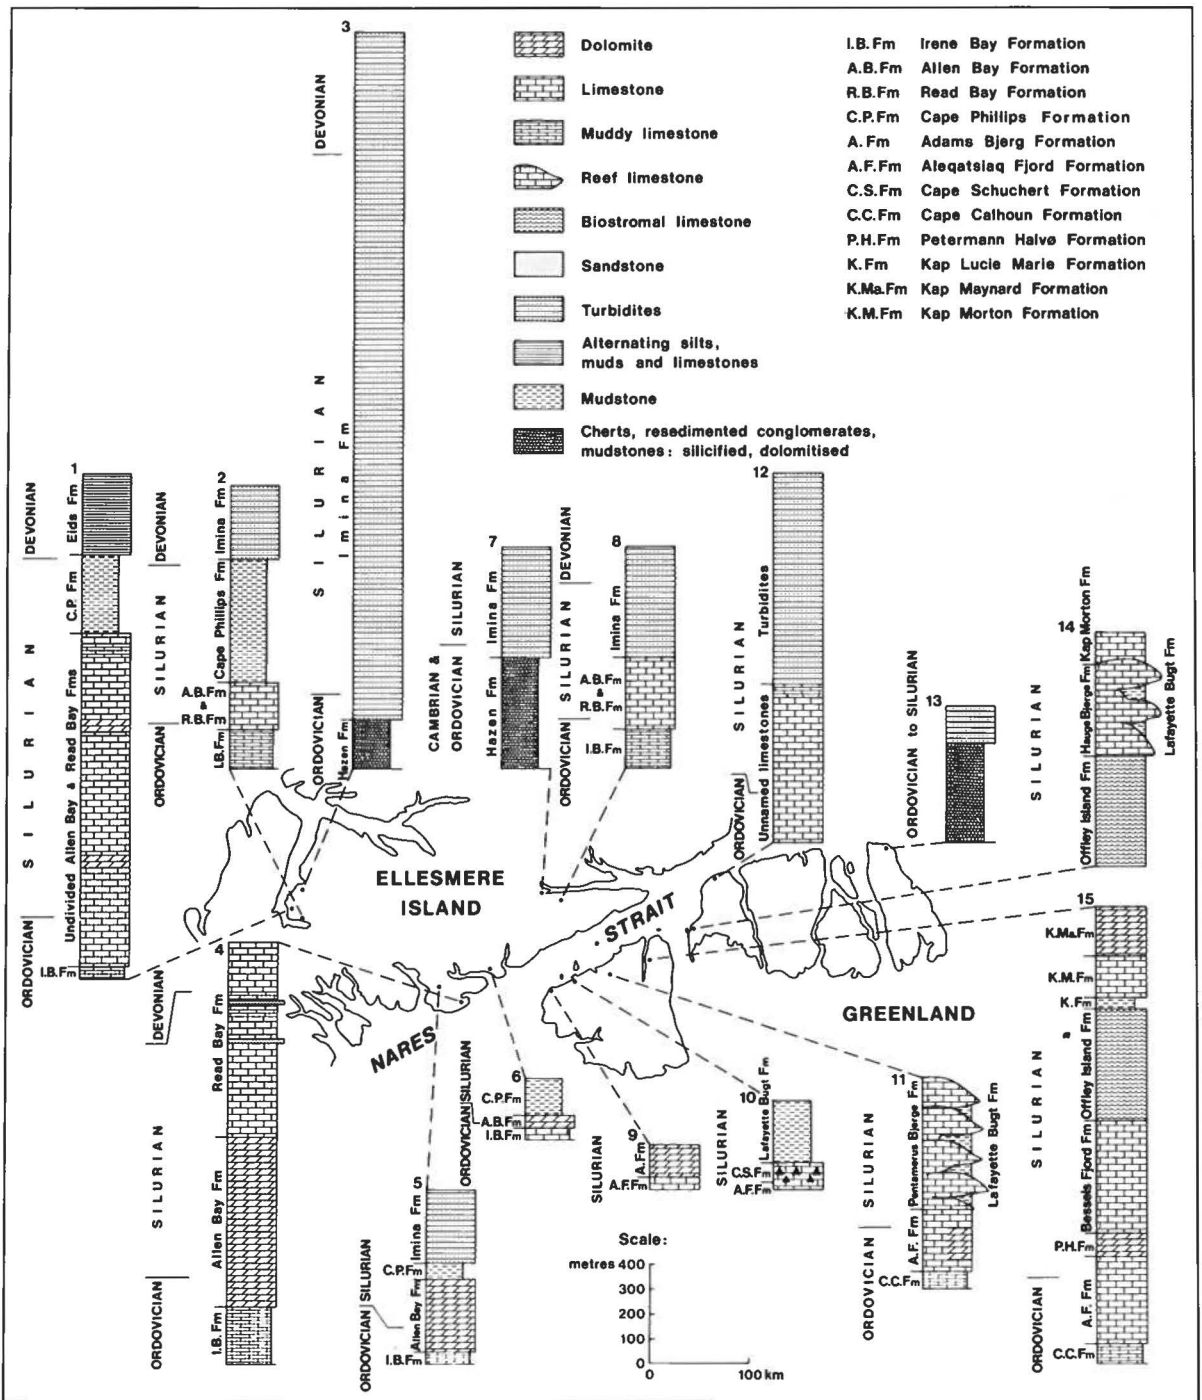 Dolomite
Limestone
Muddy limestone
Reef limestone
Biostromal limestone
Sandstone
Turbidites
Alternating silts,
muds and limestones
Mudstone
Cherts, resedimented conglomerates,
mudstones: silicified, dolomitised
I.B.Fm Irene Bay Formation
A.B.Fm Allen Bay Formation
R.B.Fm Read Bay Formation
C.P.Fm Cape Phillips Formation
A.Fm Adams Bjerg Formation
A.F.Fm Aleqatsiaq Fjord Formation
C.S.Fm Cape Schuchert Formation
C.C.Fm Cape Calhoun Formation
P.H.Fm Petermann Halvø Formation
K.Fm Kap Lucie Marie Formation
K.Ma.Fm Kap Maynard Formation
K.M.Fm Kap Morton Formation
1
DEVONIAN
SILURIAN
ORDOVICIAN
Eids Fm
C.P. Fm
Undivided Allen Bay & Read Bay Fms
I.B.Fm
2
DEVONIAN
SILURIAN
ORDOVICIAN
Imina Fm
Cape Phillips Fm
A.B.Fm
&
R.B.Fm
I.B.Fm
3
DEVONIAN
SILURIAN
ORDOVICIAN
Imina Fm
Hazen Fm
7
SILURIAN
CAMBRIAN &
ORDOVICIAN
Imina Fm
Hazen Fm
8
DEVONIAN
SILURIAN
ORDOVICIAN
Imina Fm
A.B.Fm
&
R.B.Fm
I.B.Fm
12
SILURIAN
ORDOVICIAN
Turbidites
Unnamed limestones
13
ORDOVICIAN to SILURIAN
14
SILURIAN
Kap Morton Fm
Hauge Bjerge Fm
Offley Island Fm
Lafayette Bugt Fm
ELLESMERE
ISLAND
NARES
STRAIT
GREENLAND
4
DEVONIAN
SILURIAN
ORDOVICIAN
Read Bay Fm
Allen Bay Fm
I.B. Fm
5
SILURIAN
ORDOVICIAN
Imina Fm
C.P.Fm
Allen Bay Fm
I.B.Fm
6
SILURIAN
ORDOVICIAN
C.P.Fm
A.B.Fm
I.B.Fm
9
SILURIAN
A.Fm
A.F.Fm
10
SILURIAN
Lafayette Bugt Fm
C.S.Fm
A.F.Fm
11
SILURIAN
ORDOVICIAN
Pentamerus Bjerge Fm
Lafayette Bugt Fm
A.F. Fm
C.C.Fm
15
SILURIAN
ORDOVICIAN
K.Ma.Fm
K.M.Fm
K.Fm
Offley Island Fm
Bessels Fjord Fm
P.H.Fm
A.F. Fm
C.C.Fm
Scale:
metres 400
300
200
100
0
100 km